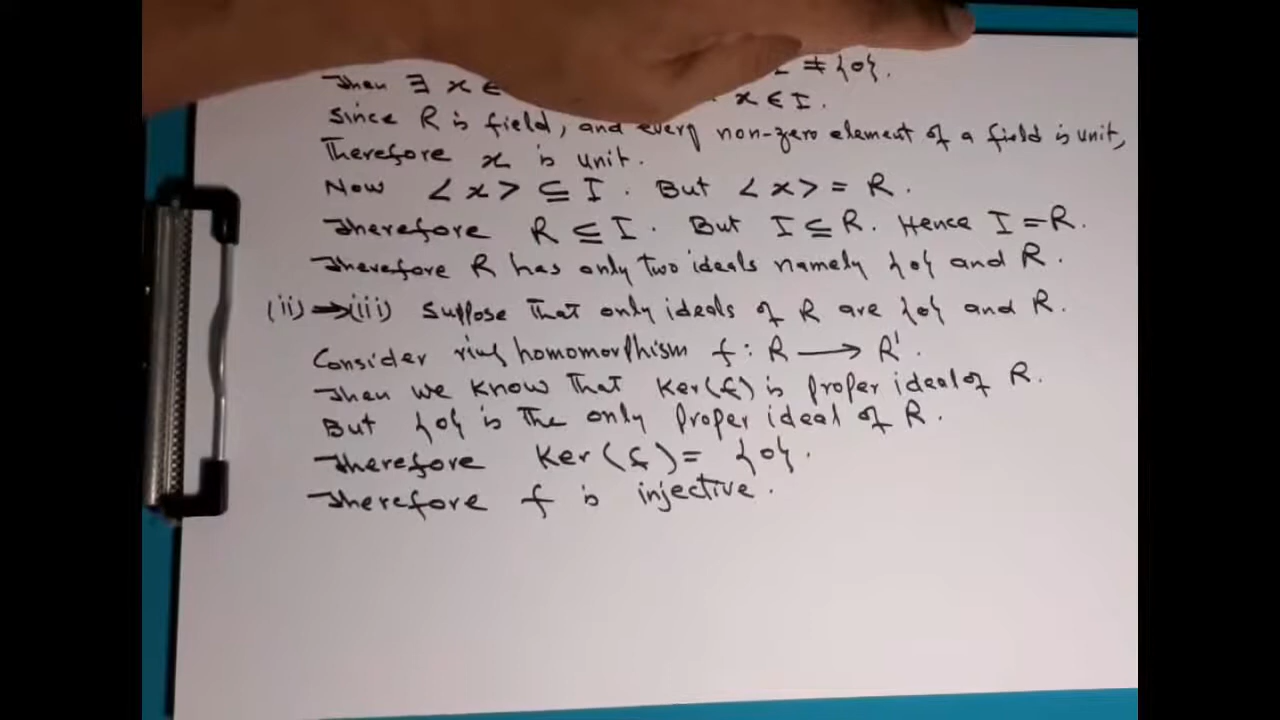 ≠ {0}.
Then ∃ x ∈ x ∈ I.
Since R is field, and every non-zero element of a field is unit,
Therefore x is unit.
Now <x> ⊆ I. But <x> = R.
Therefore R ⊆ I. But I ⊆ R. Hence I = R.
Therefore R has only two ideals namely {0} and R.
(ii) → (iii) Suppose That only ideals of R are {0} and R.
Consider ring homomorphism f: R ⟶ R'.
Then we know That Ker(f) is proper ideal of R.
But {0} is The only proper ideal of R.
Therefore Ker(f) = {0}.
Therefore f is injective.